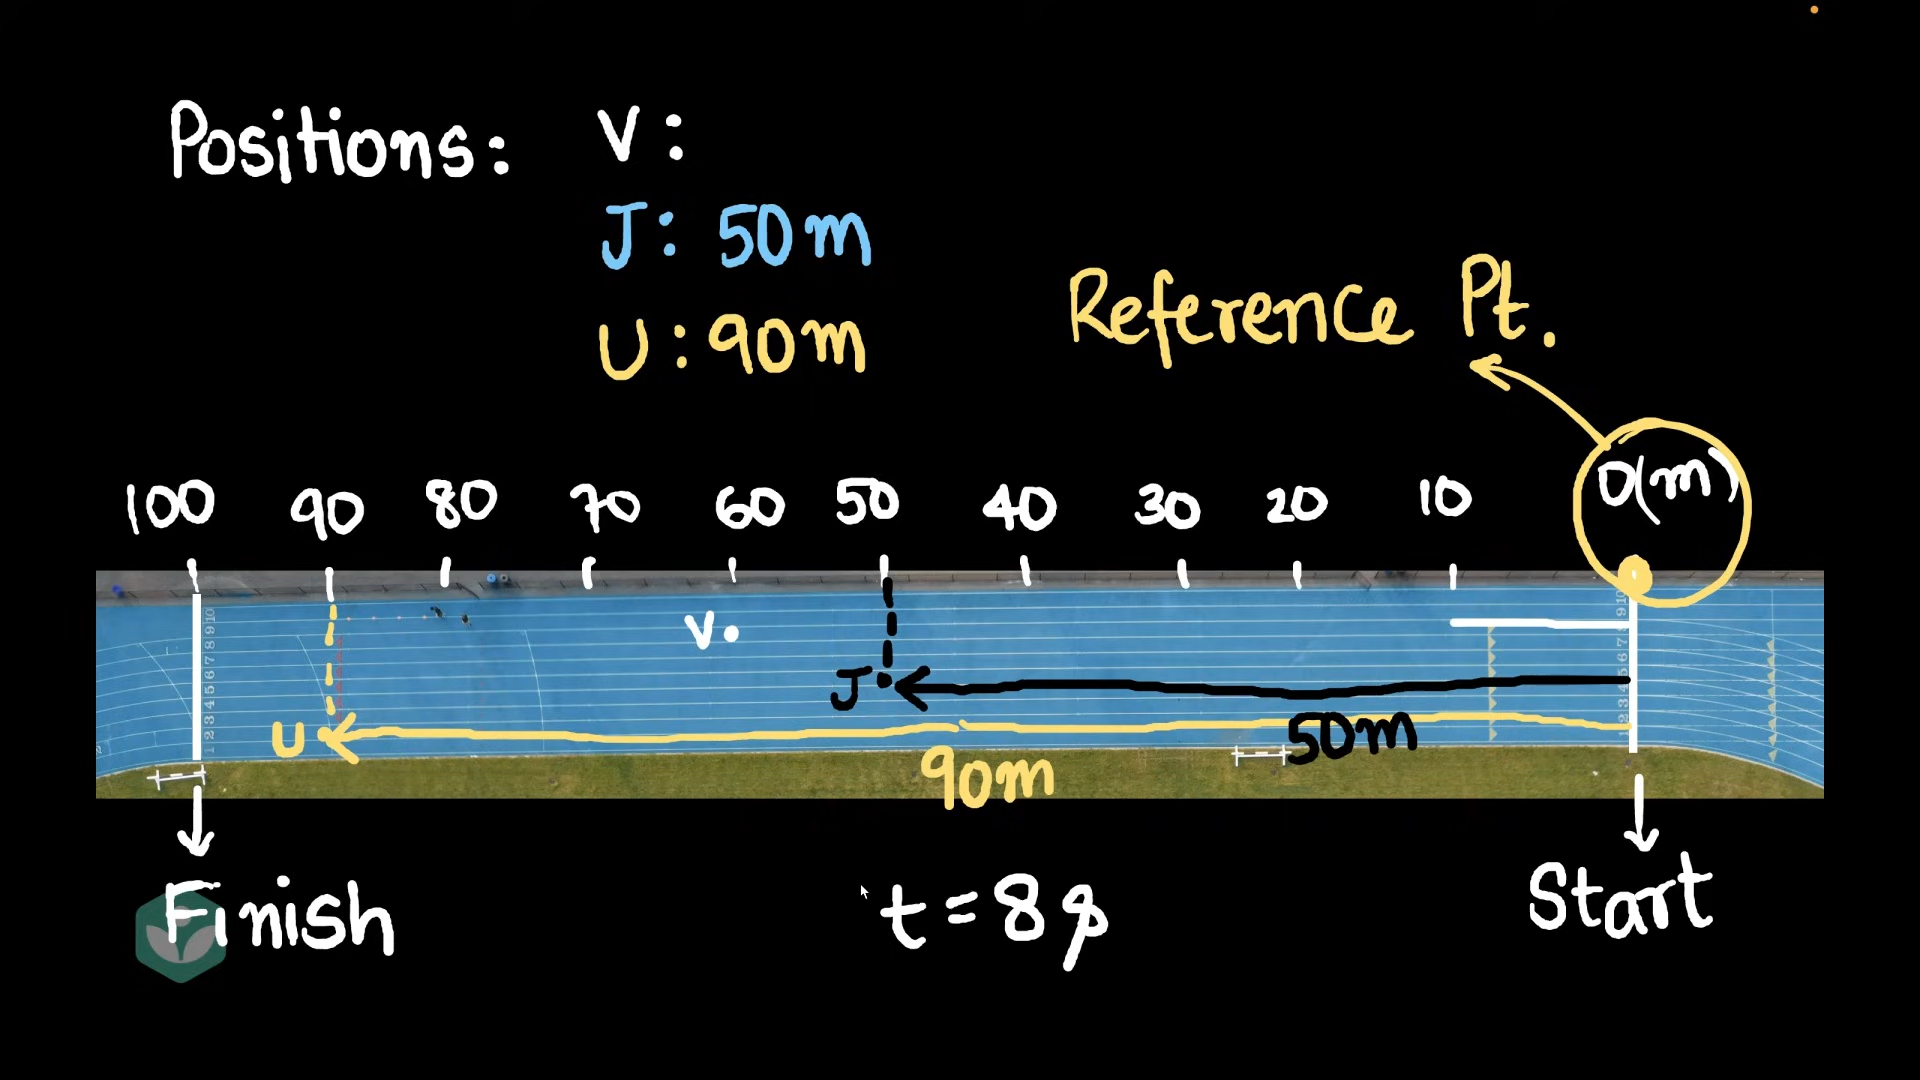 Positions: V:
J: 50m
U: 90m
Reference Pt.
100 90 80 70 60 50 40 30 20 10 0(m)
V.
J
U
50m
90m
Finish
t = 8s
Start